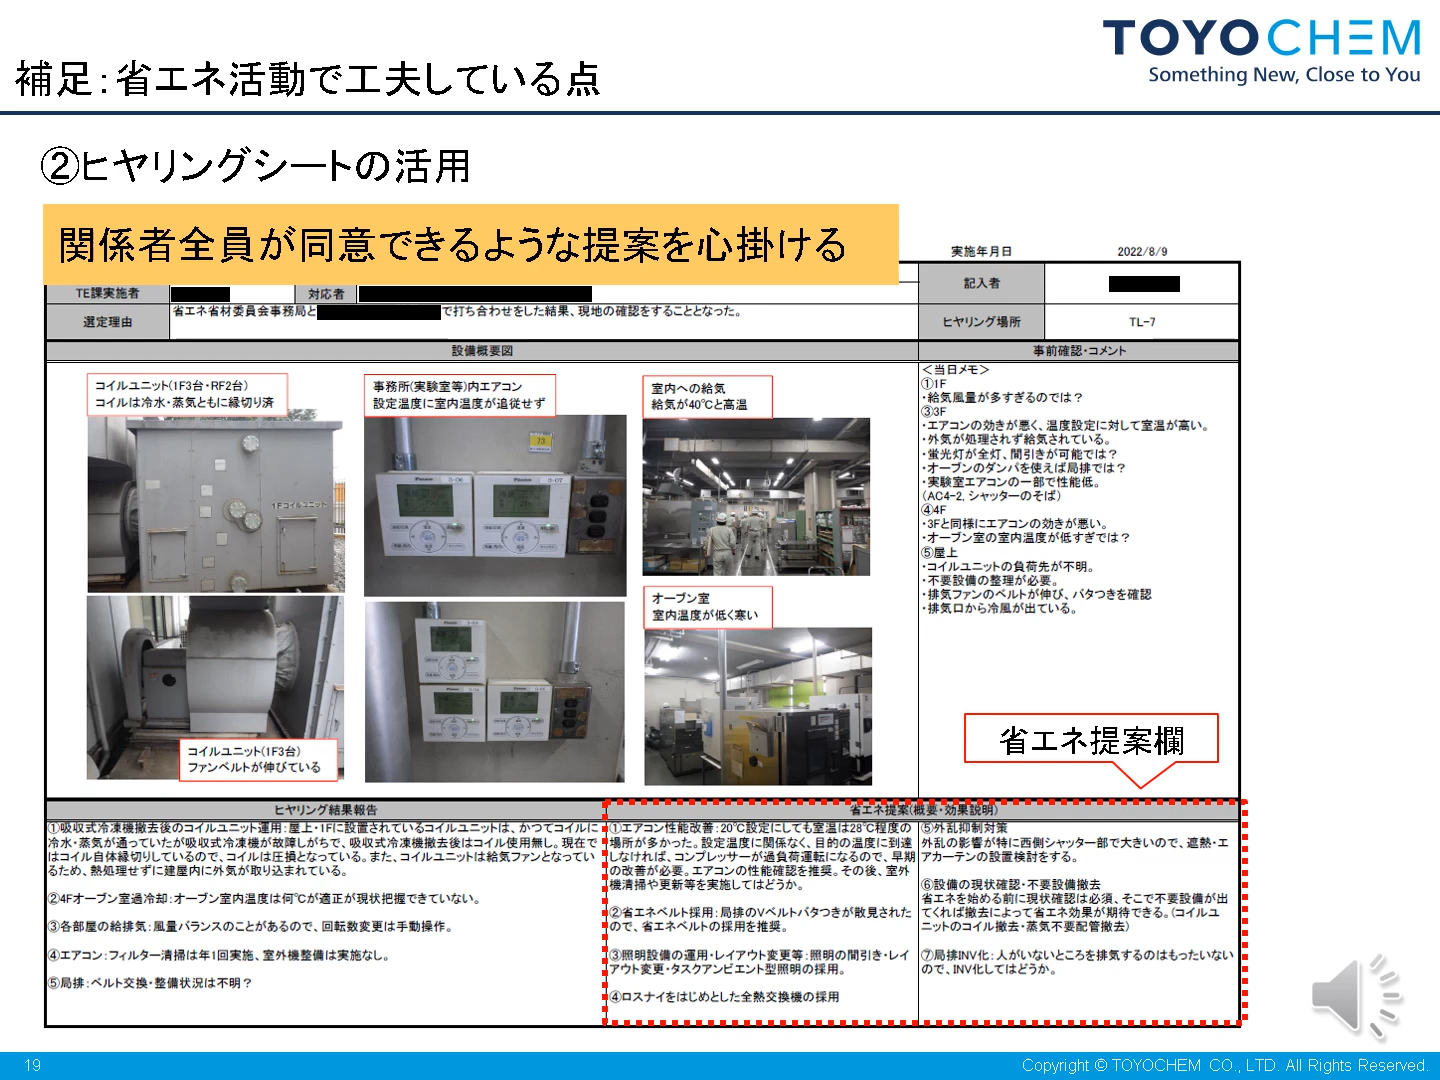 TOYOCHEM
Something New, Close to You
補足：省エネ活動で工夫している点
②ヒヤリングシートの活用
関係者全員が同意できるような提案を心掛ける
実施年月日 2022/8/9
TE課実施者 対応者 記入者
選定理由 省エネ省材委員会事務局と で打ち合わせをした結果、現地の確認をすることとなった。 ヒヤリング場所 TL-7
設備概要図 事前確認・コメント
コイルユニット(1F3台・RF2台)
コイルは冷水・蒸気ともに縁切り済
事務所(実験室等)内エアコン
設定温度に室内温度が追従せず
室内への給気
給気が40℃と高温
1Fコイルユニット
73
コイルユニット(1F3台)
ファンベルトが伸びている
オーブン室
室内温度が低く寒い
＜当日メモ＞
①1F
・給気風量が多すぎるのでは？
③3F
・エアコンの効きが悪く、温度設定に対して室温が高い。
・外気が処理されず給気されている。
・蛍光灯が全灯、間引きが可能では？
・オーブンのダンパを使えば局排では？
・実験室エアコンの一部で性能低。
（AC4-2, シャッターのそば）
④4F
・3Fと同様にエアコンの効きが悪い。
・オーブン室の室内温度が低すぎでは？
⑤屋上
・コイルユニットの負荷先が不明。
・不要設備の整理が必要。
・排気ファンのベルトが伸び、バタつきを確認
・排気口から冷風が出ている。
省エネ提案欄
ヒヤリング結果報告
①吸収式冷凍機撤去後のコイルユニット運用：屋上・1Fに設置されているコイルユニットは、かつてコイルに
冷水・蒸気が通っていたが吸収式冷凍機が故障しがちで、吸収式冷凍機撤去後はコイル使用無し。現在で
はコイル自体縁切りしているので、コイルは圧損となっている。また、コイルユニットは給気ファンとなってい
るため、熱処理せずに建屋内に外気が取り込まれている。
②4Fオーブン室過冷却：オーブン室内温度は何℃が適正か現状把握できていない。
③各部屋の給排気：風量バランスのことがあるので、回転数変更は手動操作。
④エアコン：フィルター清掃は年1回実施、室外機整備は実施なし。
⑤局排：ベルト交換・整備状況は不明？
省エネ提案(概要・効果説明)
①エアコン性能改善：20℃設定にしても室温は28℃程度の
場所が多かった。設定温度に関係なく、目的の温度に到達
しなければ、コンプレッサーが過負荷運転になるので、早期
の改善が必要。エアコンの性能確認を推奨。その後、室外
機清掃や更新等を実施してはどうか。
②省エネベルト採用：局排のVベルトバタつきが散見された
ので、省エネベルトの採用を推奨。
③照明設備の運用・レイアウト変更等：照明の間引き・レイ
アウト変更・タスクアンビエント型照明の採用。
④ロスナイをはじめとした全熱交換機の採用
⑤外乱抑制対策
外乱の影響が特に西側シャッター部で大きいので、遮熱・エ
アカーテンの設置検討をする。
⑥設備の現状確認・不要設備撤去
省エネを始める前に現状確認は必須、そこで不要設備が出
てくれば撤去によって省エネ効果が期待できる。（コイルユ
ニットのコイル撤去・蒸気不要配管撤去）
⑦局排INV化：人がいないところを排気するのはもったいない
ので、INV化してはどうか。
19
Copyright © TOYOCHEM CO., LTD. All Rights Reserved.